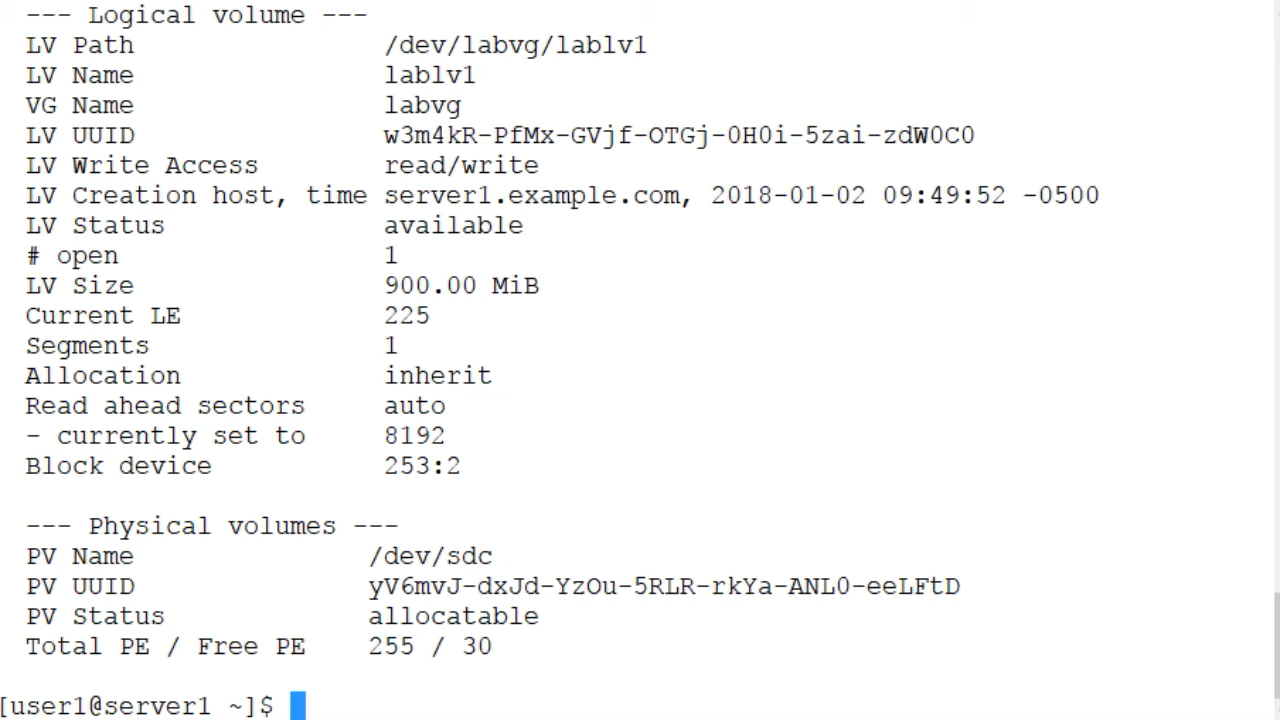 --- Logical volume ---
LV Path /dev/labvg/lablv1
LV Name lablv1
VG Name labvg
LV UUID w3m4kR-PfMx-GVjf-OTGj-0H0i-5zai-zdW0C0
LV Write Access read/write
LV Creation host, time server1.example.com, 2018-01-02 09:49:52 -0500
LV Status available
# open 1
LV Size 900.00 MiB
Current LE 225
Segments 1
Allocation inherit
Read ahead sectors auto
- currently set to 8192
Block device 253:2
--- Physical volumes ---
PV Name /dev/sdc
PV UUID yV6mvJ-dxJd-YzOu-5RLR-rkYa-ANL0-eeLFtD
PV Status allocatable
Total PE / Free PE 255 / 30
[user1@server1 ~]$